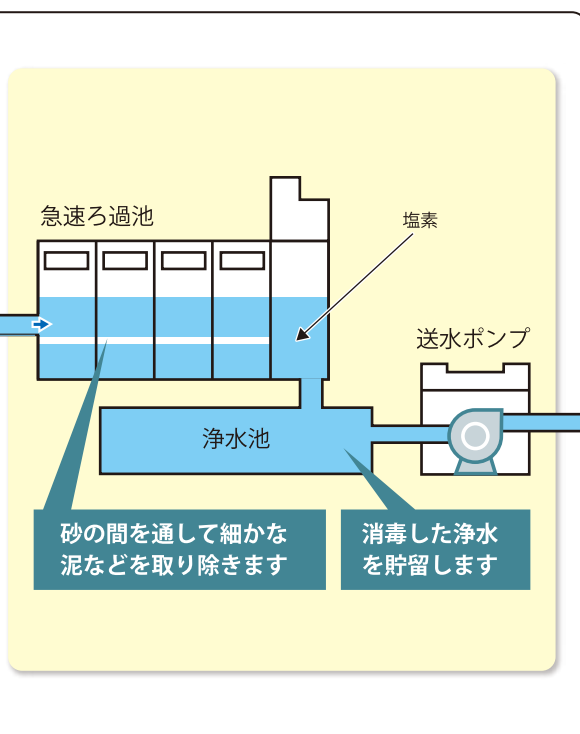 急速ろ過池
塩素
送水ポンプ
浄水池
砂の間を通して細かな
泥などを取り除きます
消毒した浄水
を貯留します